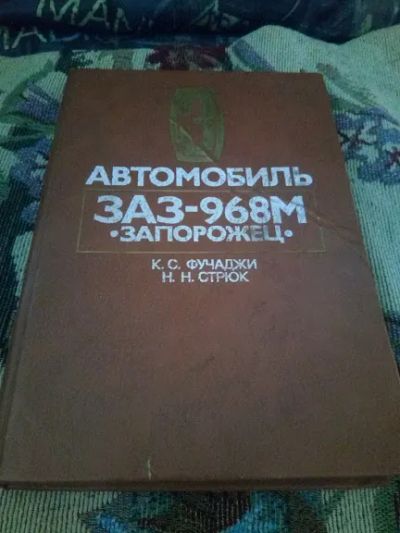 АВТОМОБИЛЬ
ЗАЗ-968М
•ЗАПОРОЖЕЦ•
К. С. ФУЧАДЖИ
Н. Н. СТРЮК